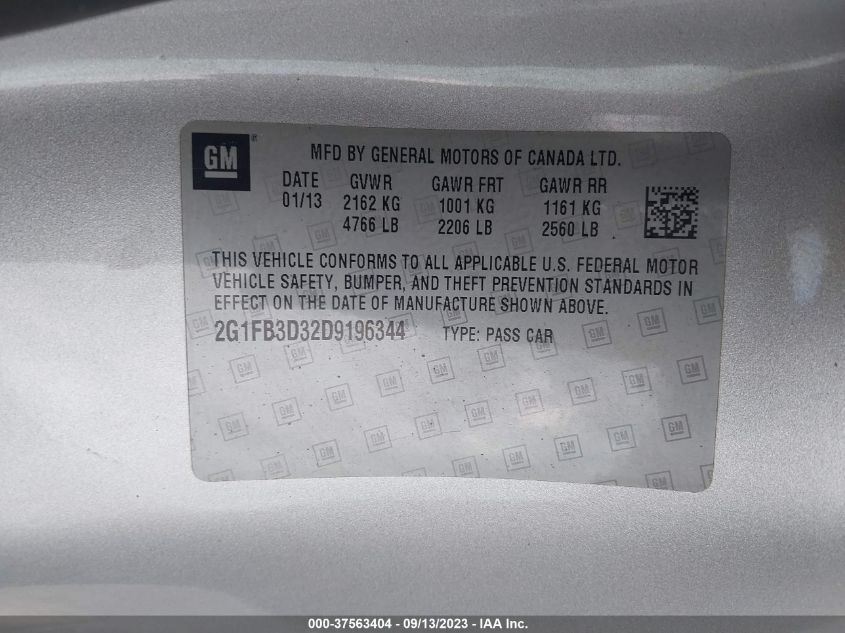 GM®
MFD BY GENERAL MOTORS OF CANADA LTD.
DATE GVWR GAWR FRT GAWR RR
01/13 2162 KG 1001 KG 1161 KG
4766 LB 2206 LB 2560 LB
THIS VEHICLE CONFORMS TO ALL APPLICABLE U.S. FEDERAL MOTOR
VEHICLE SAFETY, BUMPER, AND THEFT PREVENTION STANDARDS IN
EFFECT ON THE DATE OF MANUFACTURE SHOWN ABOVE.
2G1FB3D32D9196344 TYPE: PASS CAR
000-37563404 - 09/13/2023 - IAA Inc.